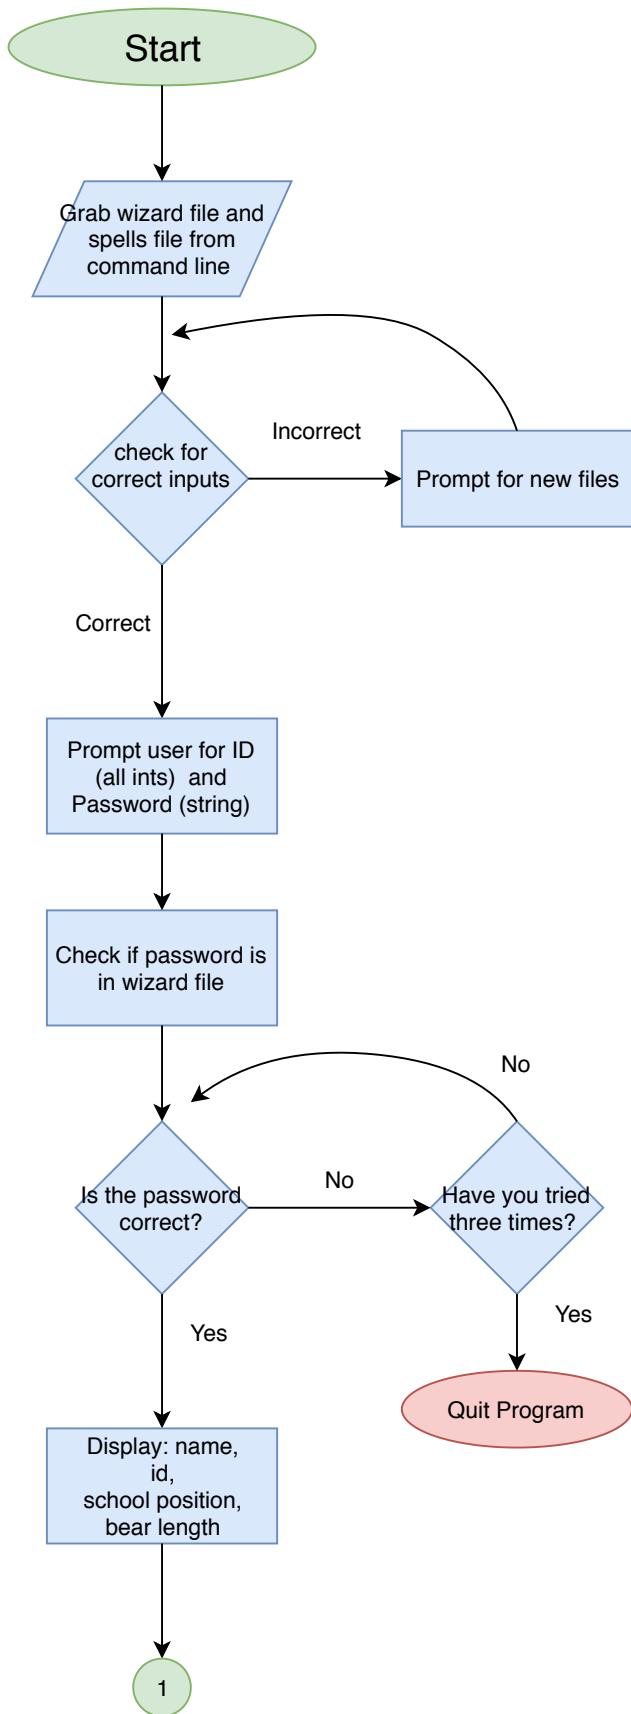 Start
Grab wizard file and
spells file from
command line
Incorrect
check for
correct inputs
Prompt for new files
Correct
Prompt user for ID
(all ints) and
Password (string)
Check if password is
in wizard file
No
Is the password
correct?
No
Have you tried
three times?
Yes
Yes
Quit Program
Display: name,
id,
school position,
bear length
1